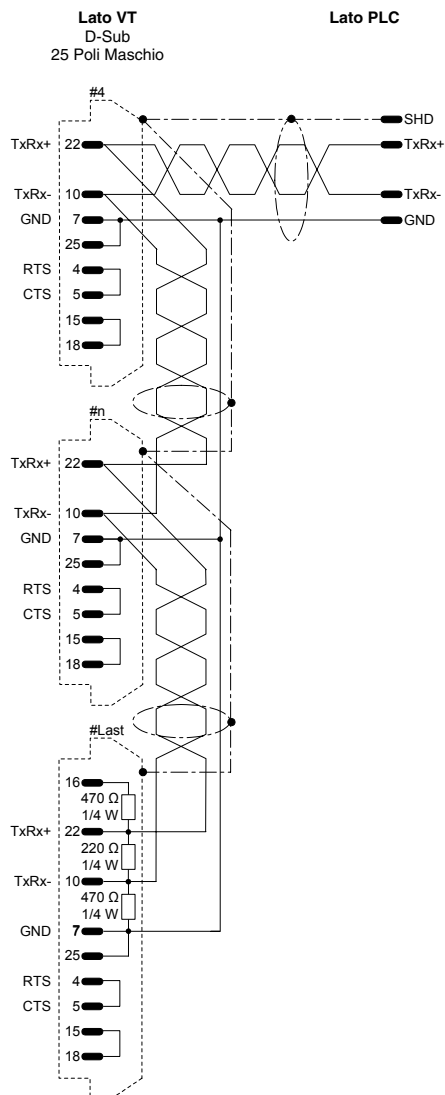 Lato VT
D-Sub
25 Poli Maschio
Lato PLC
#4
SHD
TxRx+ 22
TxRx+
TxRx- 10
TxRx-
GND 7
GND
25
RTS 4
CTS 5
15
18
#n
TxRx+ 22
TxRx- 10
GND 7
25
RTS 4
CTS 5
15
18
#Last
16
470 Ω
1/4 W
TxRx+ 22
220 Ω
1/4 W
TxRx- 10
470 Ω
1/4 W
GND 7
25
RTS 4
CTS 5
15
18